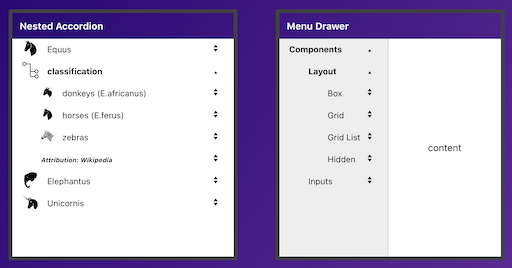 Nested Accordion
Equus
classification
donkeys (E.africanus)
horses (E.ferus)
zebras
Attribution: Wikipedia
Elephantus
Unicornis
Menu Drawer
Components
Layout
Box
Grid
Grid List
Hidden
Inputs
content